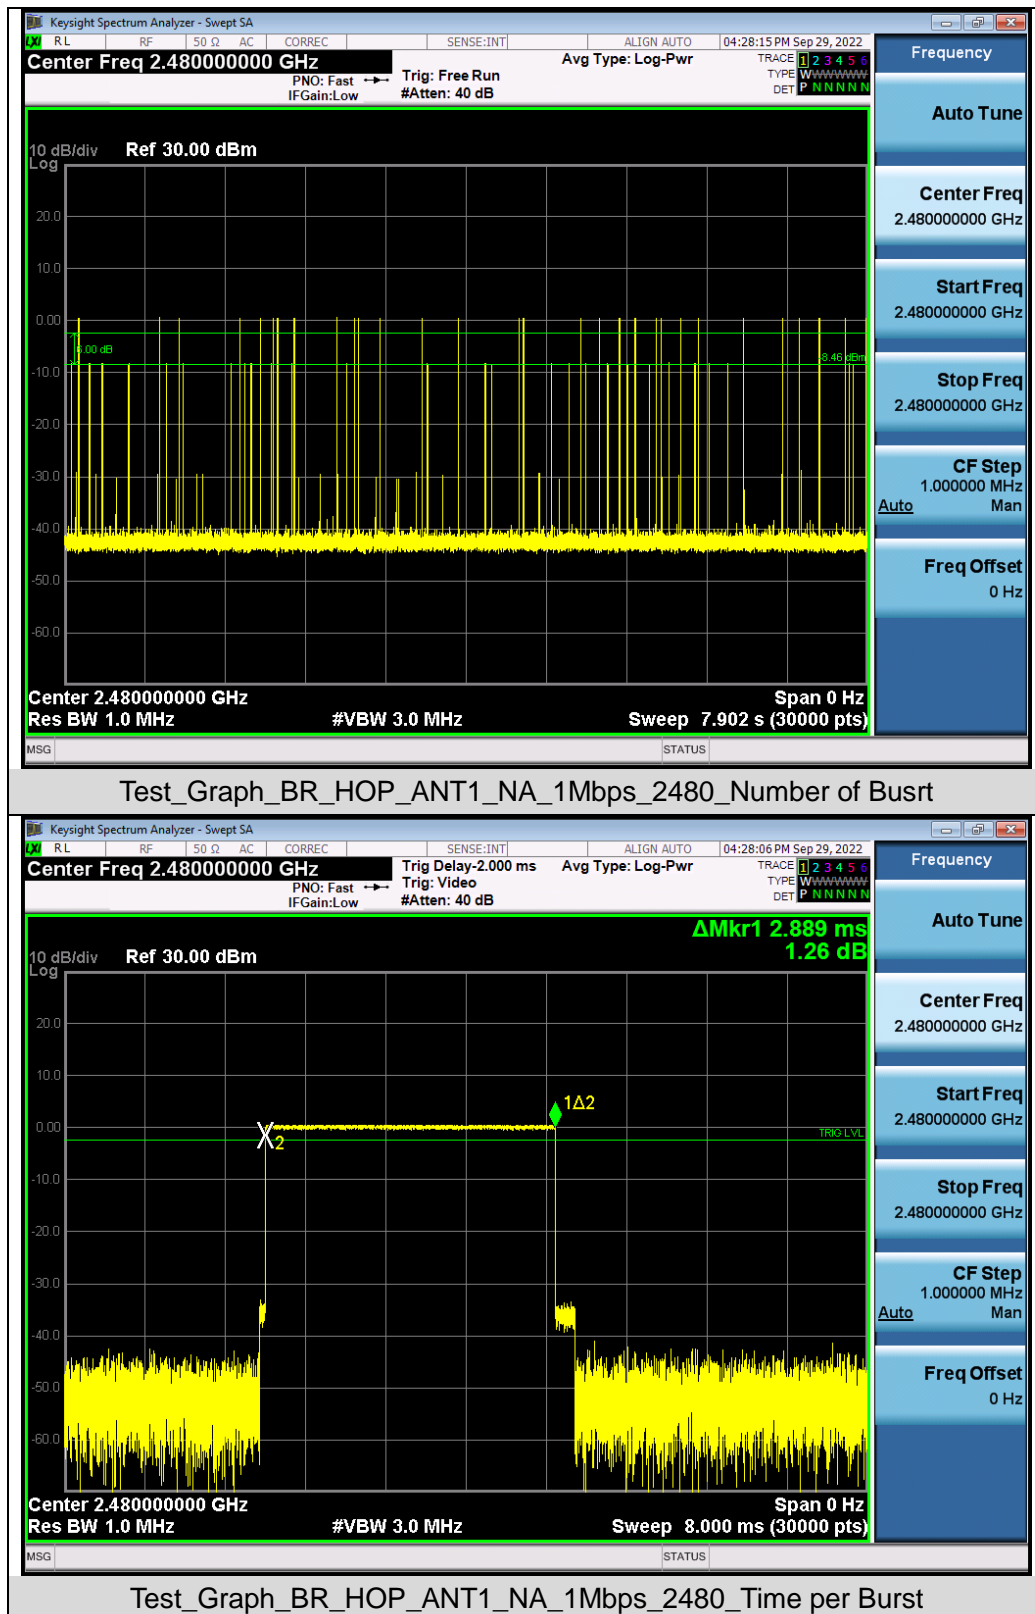 Keysight Spectrum Analyzer - Swept SA
LXI RL RF 50 Ω AC CORREC SENSE:INT ALIGN AUTO 04:28:15 PM Sep 29, 2022
Center Freq 2.480000000 GHz
PNO: Fast
IFGain:Low
Trig: Free Run
#Atten: 40 dB
Avg Type: Log-Pwr
TRACE 1 2 3 4 5 6
TYPE WWWWWW
DET P N N N N N
10 dB/div Ref 30.00 dBm
Log
20.0
10.0
0.00
6.00 dB
-8.46 dBm
-10.0
-20.0
-30.0
-40.0
-50.0
-60.0
Center 2.480000000 GHz Span 0 Hz
Res BW 1.0 MHz #VBW 3.0 MHz Sweep 7.902 s (30000 pts)
MSG STATUS
Frequency
Auto Tune
Center Freq
2.480000000 GHz
Start Freq
2.480000000 GHz
Stop Freq
2.480000000 GHz
CF Step
1.000000 MHz
Auto Man
Freq Offset
0 Hz
Test_Graph_BR_HOP_ANT1_NA_1Mbps_2480_Number of Busrt
Keysight Spectrum Analyzer - Swept SA
LXI RL RF 50 Ω AC CORREC SENSE:INT ALIGN AUTO 04:28:06 PM Sep 29, 2022
Center Freq 2.480000000 GHz
PNO: Fast
IFGain:Low
Trig Delay-2.000 ms
Trig: Video
#Atten: 40 dB
Avg Type: Log-Pwr
TRACE 1 2 3 4 5 6
TYPE WWWWWW
DET P N N N N N
ΔMkr1 2.889 ms
1.26 dB
10 dB/div Ref 30.00 dBm
Log
20.0
10.0
1Δ2
0.00
TRIG LVL
2
-10.0
-20.0
-30.0
-40.0
-50.0
-60.0
Center 2.480000000 GHz Span 0 Hz
Res BW 1.0 MHz #VBW 3.0 MHz Sweep 8.000 ms (30000 pts)
MSG STATUS
Frequency
Auto Tune
Center Freq
2.480000000 GHz
Start Freq
2.480000000 GHz
Stop Freq
2.480000000 GHz
CF Step
1.000000 MHz
Auto Man
Freq Offset
0 Hz
Test_Graph_BR_HOP_ANT1_NA_1Mbps_2480_Time per Burst